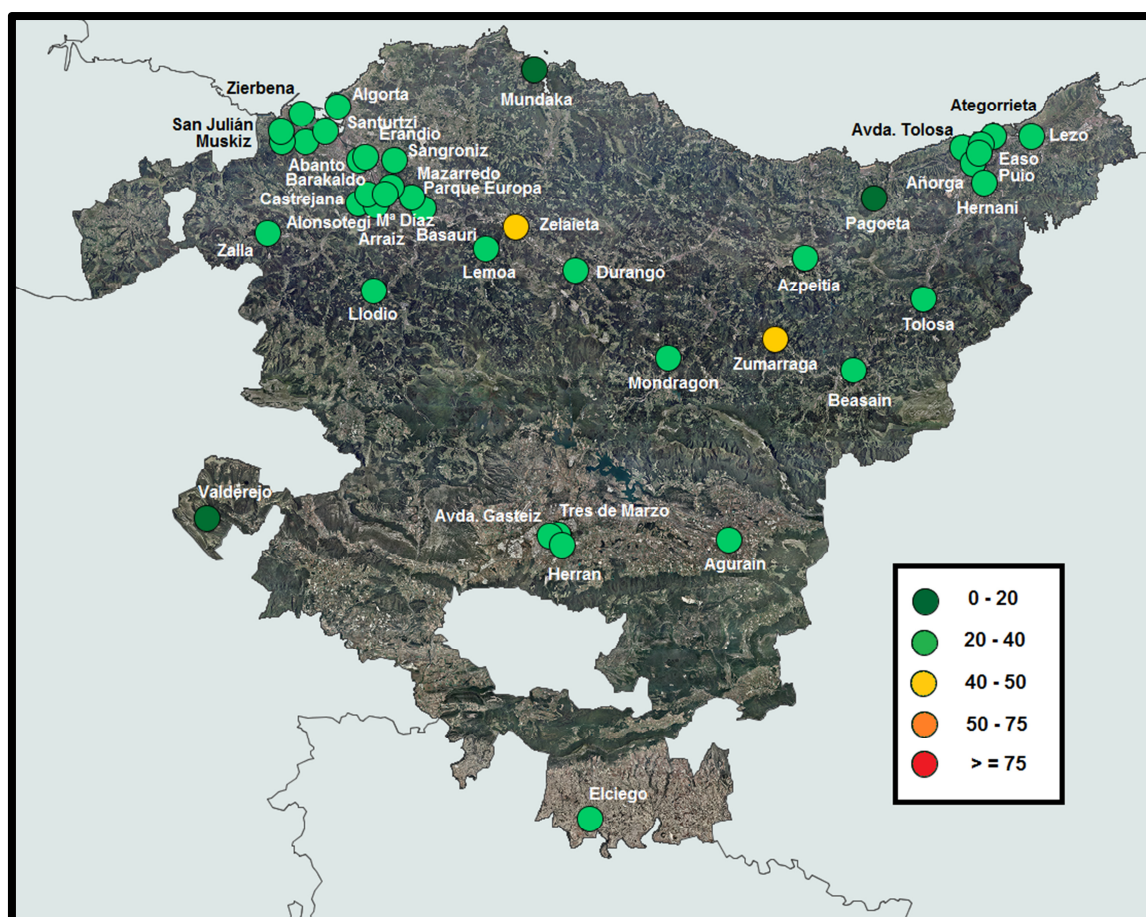 Zierbena
Algorta
Mundaka
Ategorrieta
San Julián
Santurtzi
Avda. Tolosa
Lezo
Muskiz
Erandio
Sangroniz
Easo
Abanto
Mazarredo
Puio
Barakaldo
Parque Europa
Añorga
Castrejana
Hernani
Alonsotegi
Mª Diaz
Pagoeta
Arraiz
Basauri
Zelaieta
Zalla
Lemoa
Durango
Azpeitia
Llodio
Tolosa
Zumarraga
Mondragon
Beasain
Valderejo
Avda. Gasteiz
Tres de Marzo
Herran
Agurain
Elciego
0 - 20
20 - 40
40 - 50
50 - 75
> = 75